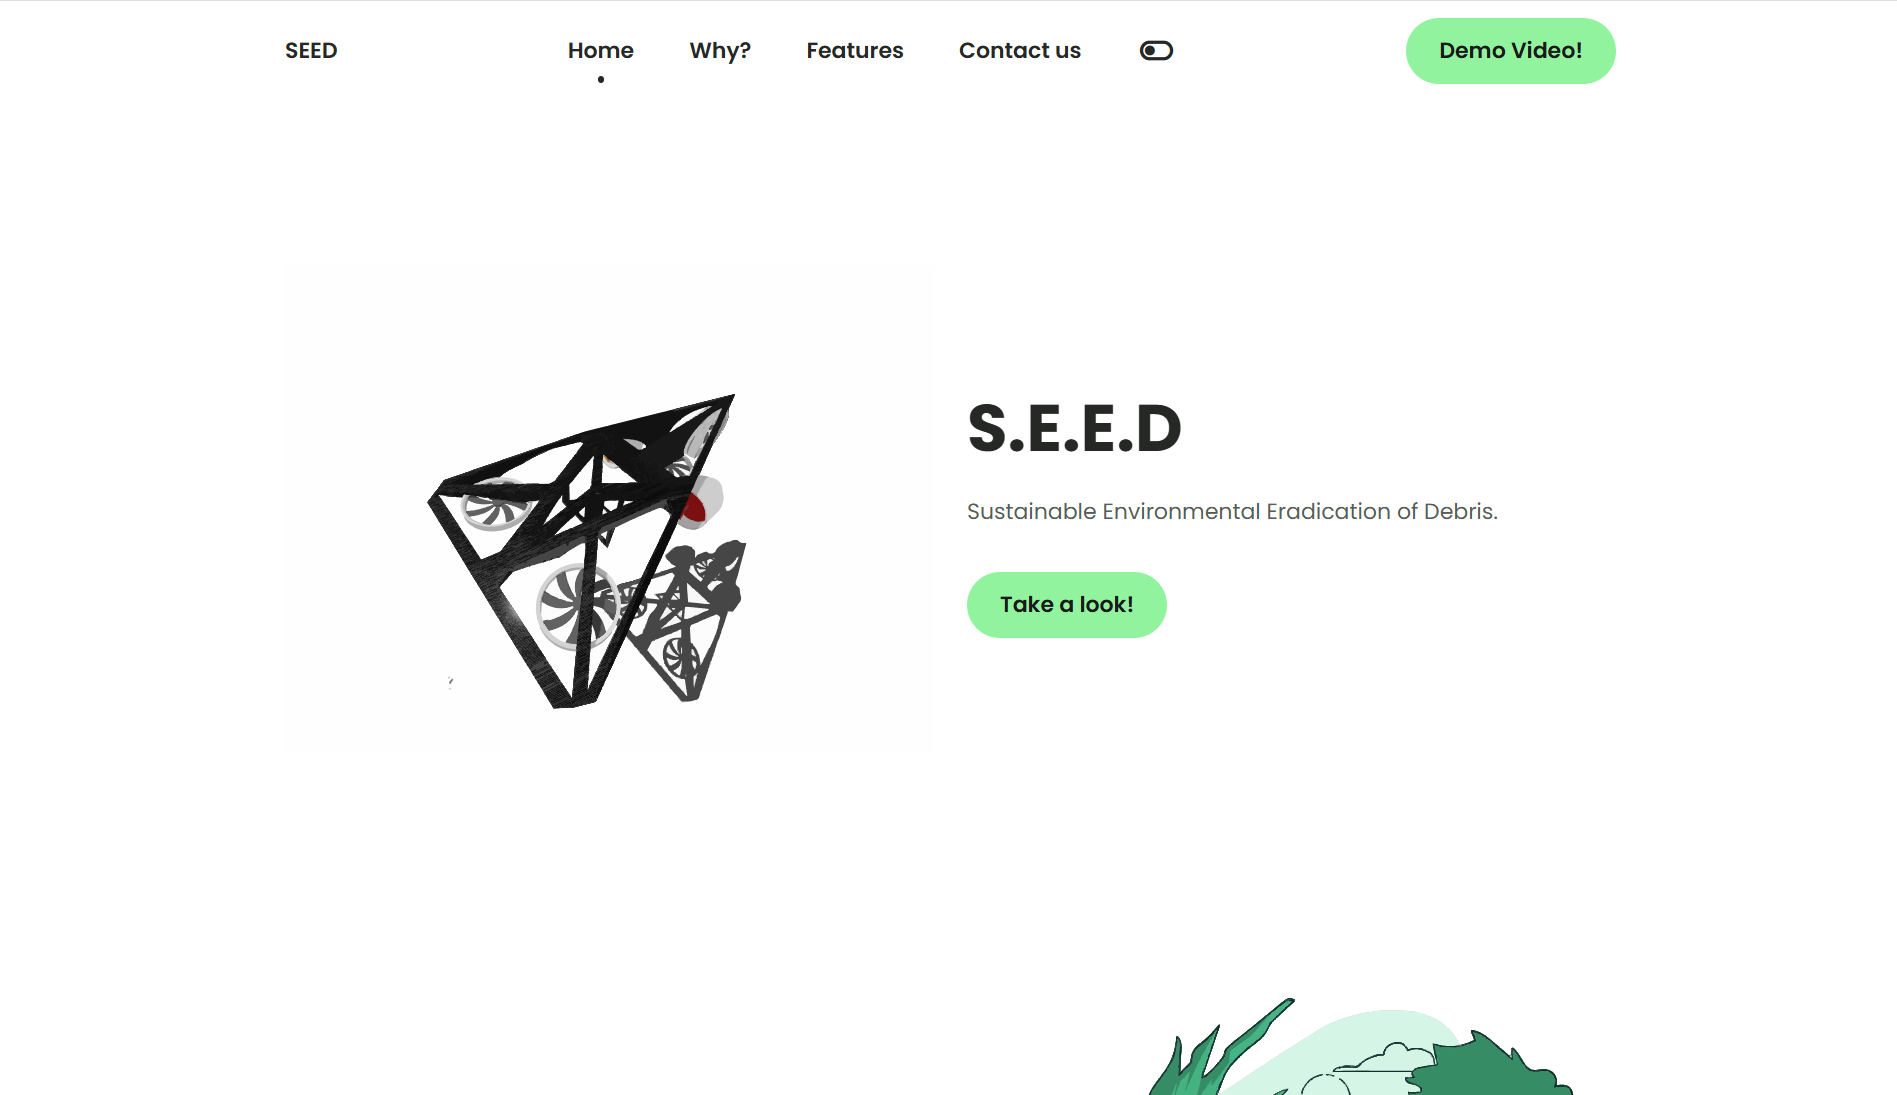 SEED
Home
Why?
Features
Contact us
Demo Video!
S.E.E.D
Sustainable Environmental Eradication of Debris.
Take a look!